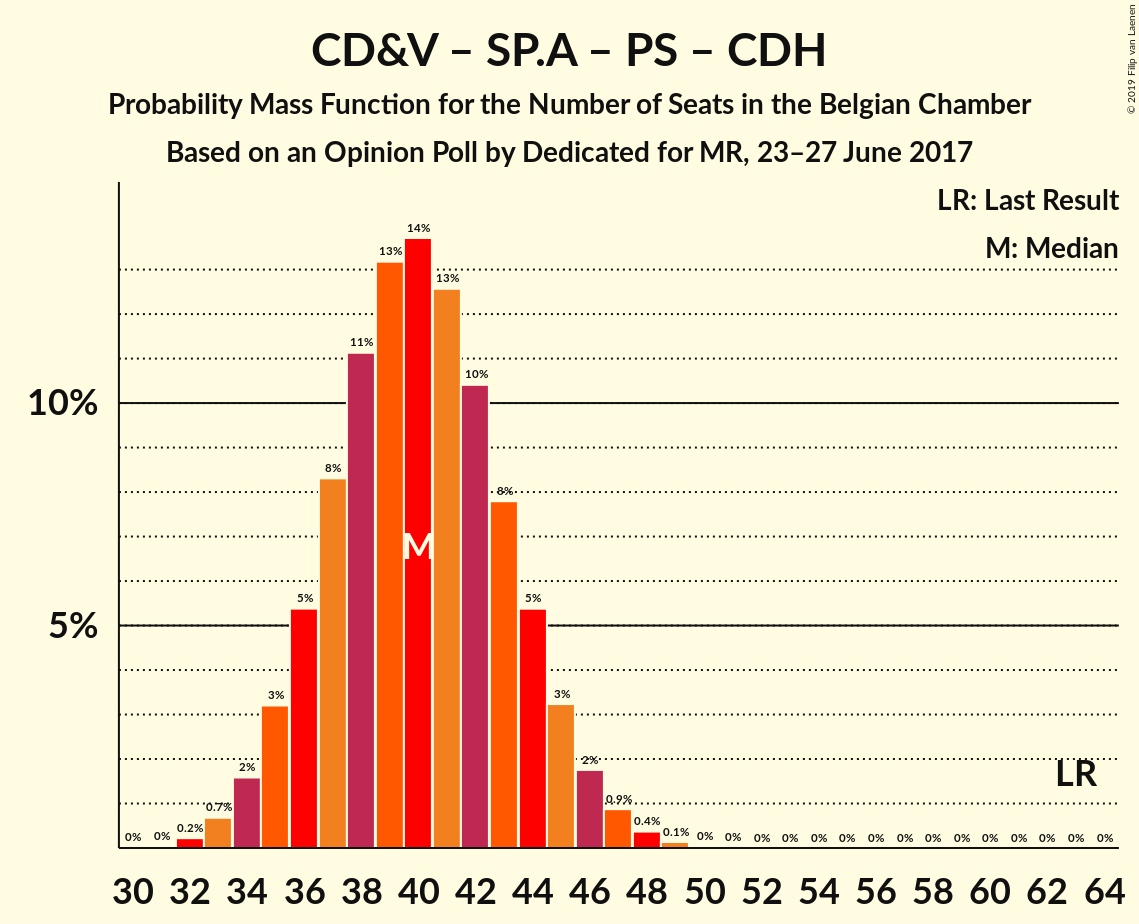 CD&V – SP.A – PS – CDH
Probability Mass Function for the Number of Seats in the Belgian Chamber
Based on an Opinion Poll by Dedicated for MR, 23–27 June 2017
© 2019 Filip van Laenen
LR: Last Result
M: Median
10%
5%
0% 0% 0.2% 0.7% 2% 3% 5% 8% 11% 13% 14% 13% 10% 8% 5% 3% 2% 0.9% 0.4% 0.1% 0% 0% 0% 0% 0% 0% 0% 0% 0% 0% 0% 0% 0% 0% 0%
M
LR
30 32 34 36 38 40 42 44 46 48 50 52 54 56 58 60 62 64